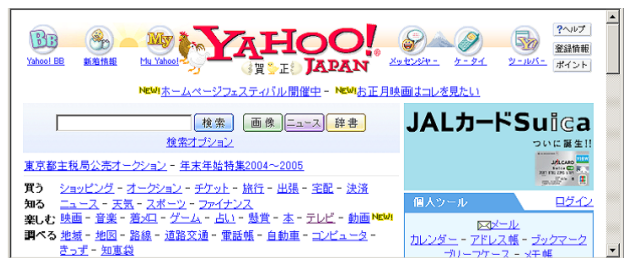 Yahoo! BB 新着情報 My Yahoo! YAHOO! JAPAN 賀正 メッセンジャー ケータイ ツールバー ?ヘルプ 登録情報 ポイント
NEW!ホームページフェスティバル開催中 - NEW!お正月映画はコレを見たい
検索 画像 ニュース 辞書
検索オプション
東京都主税局公売オークション - 年末年始特集2004~2005
買う ショッピング - オークション - チケット - 旅行 - 出張 - 宅配 - 決済
知る ニュース - 天気 - スポーツ - ファイナンス
楽しむ 映画 - 音楽 - 着メロ - ゲーム - 占い - 懸賞 - 本 - テレビ - 動画 NEW!
調べる 地域 - 地図 - 路線 - 道路交通 - 電話帳 - 自動車 - コンピュータ -
きっず - 知恵袋
JALカードSuica
ついに誕生!!
JALCARD VIEW
個人ツール ログイン
メール
カレンダー - アドレス帳 - ブックマーク
ブリーフケース - メモ帳